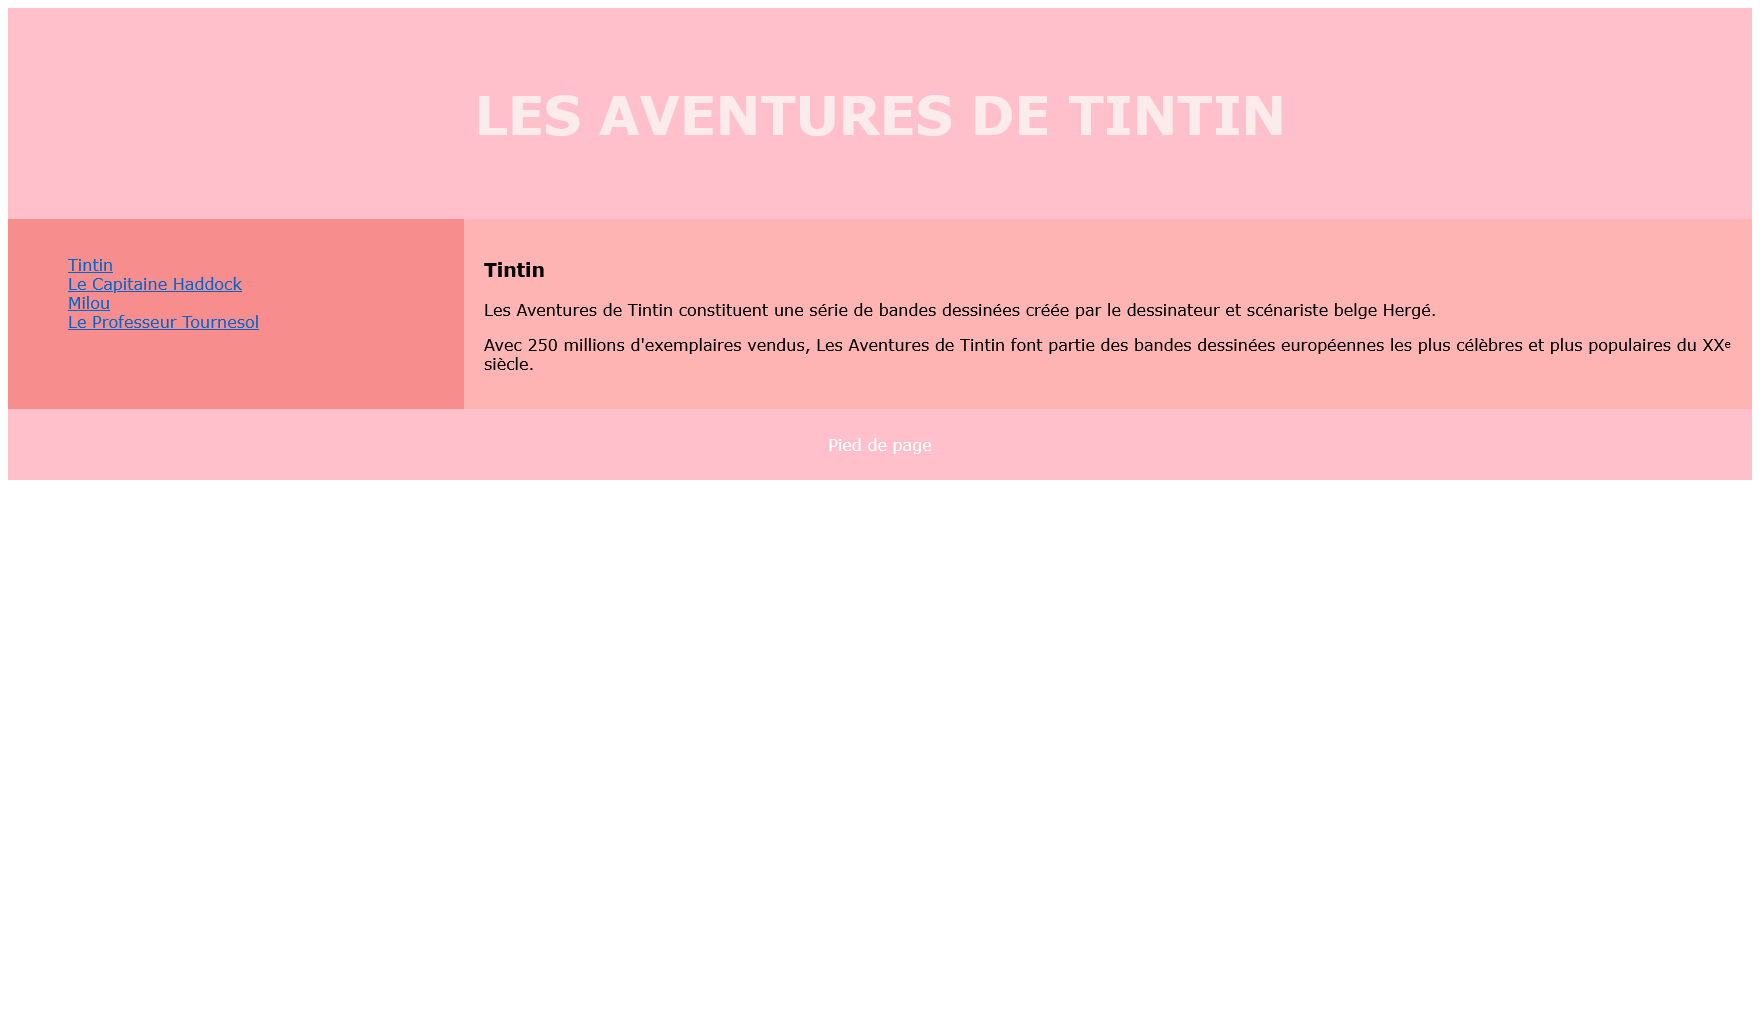 LES AVENTURES DE TINTIN
Tintin
Le Capitaine Haddock
Milou
Le Professeur Tournesol
Tintin
Les Aventures de Tintin constituent une série de bandes dessinées créée par le dessinateur et scénariste belge Hergé.
Avec 250 millions d'exemplaires vendus, Les Aventures de Tintin font partie des bandes dessinées européennes les plus célèbres et plus populaires du XXᵉ
siècle.
Pied de page